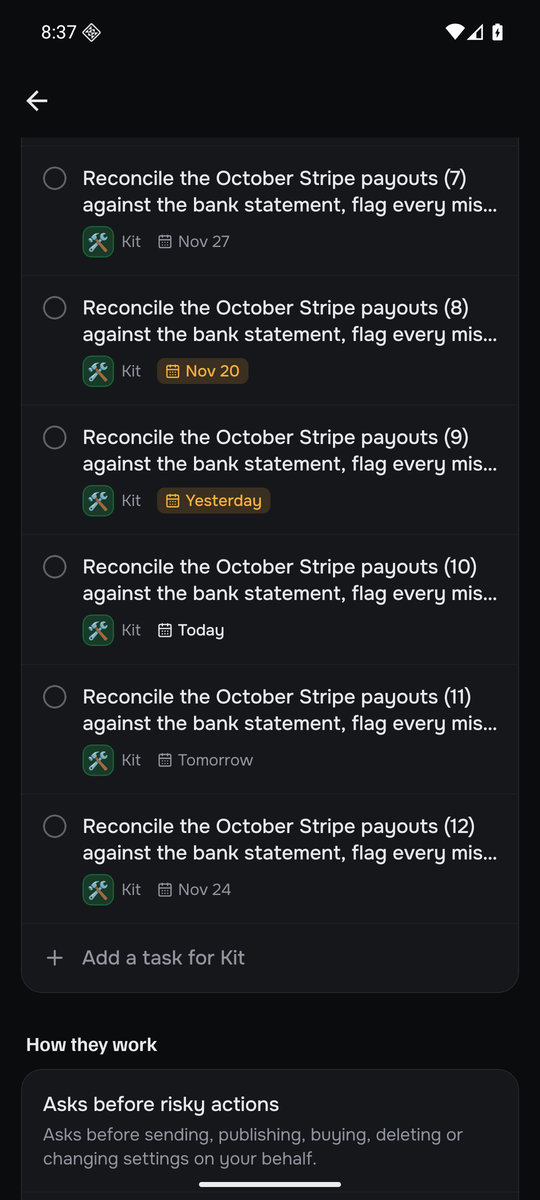 8:37
Reconcile the October Stripe payouts (7)
against the bank statement, flag every mis...
Kit Nov 27
Reconcile the October Stripe payouts (8)
against the bank statement, flag every mis...
Kit Nov 20
Reconcile the October Stripe payouts (9)
against the bank statement, flag every mis...
Kit Yesterday
Reconcile the October Stripe payouts (10)
against the bank statement, flag every mis...
Kit Today
Reconcile the October Stripe payouts (11)
against the bank statement, flag every mis...
Kit Tomorrow
Reconcile the October Stripe payouts (12)
against the bank statement, flag every mis...
Kit Nov 24
Add a task for Kit
How they work
Asks before risky actions
Asks before sending, publishing, buying, deleting or
changing settings on your behalf.